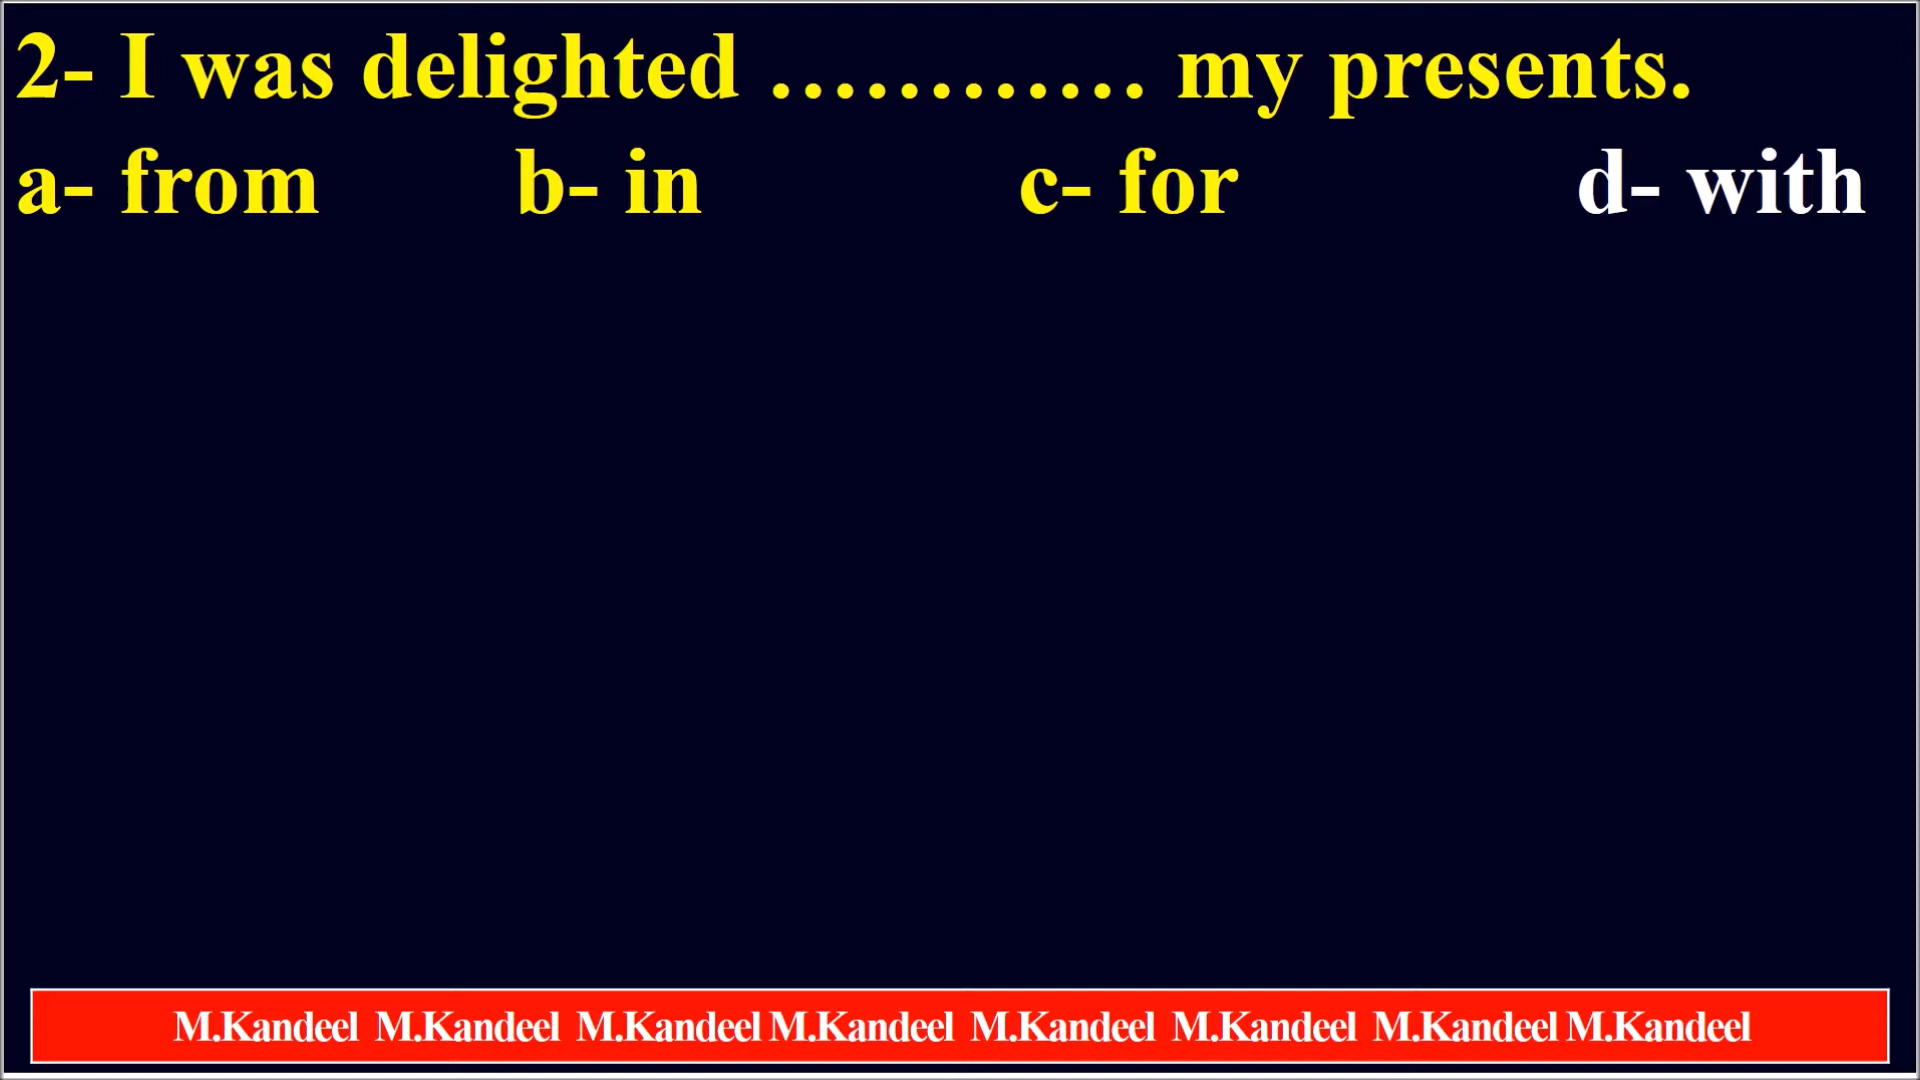 2- I was delighted ………… my presents.
a- from b- in c- for d- with
M.Kandeel M.Kandeel M.Kandeel M.Kandeel M.Kandeel M.Kandeel M.Kandeel M.Kandeel